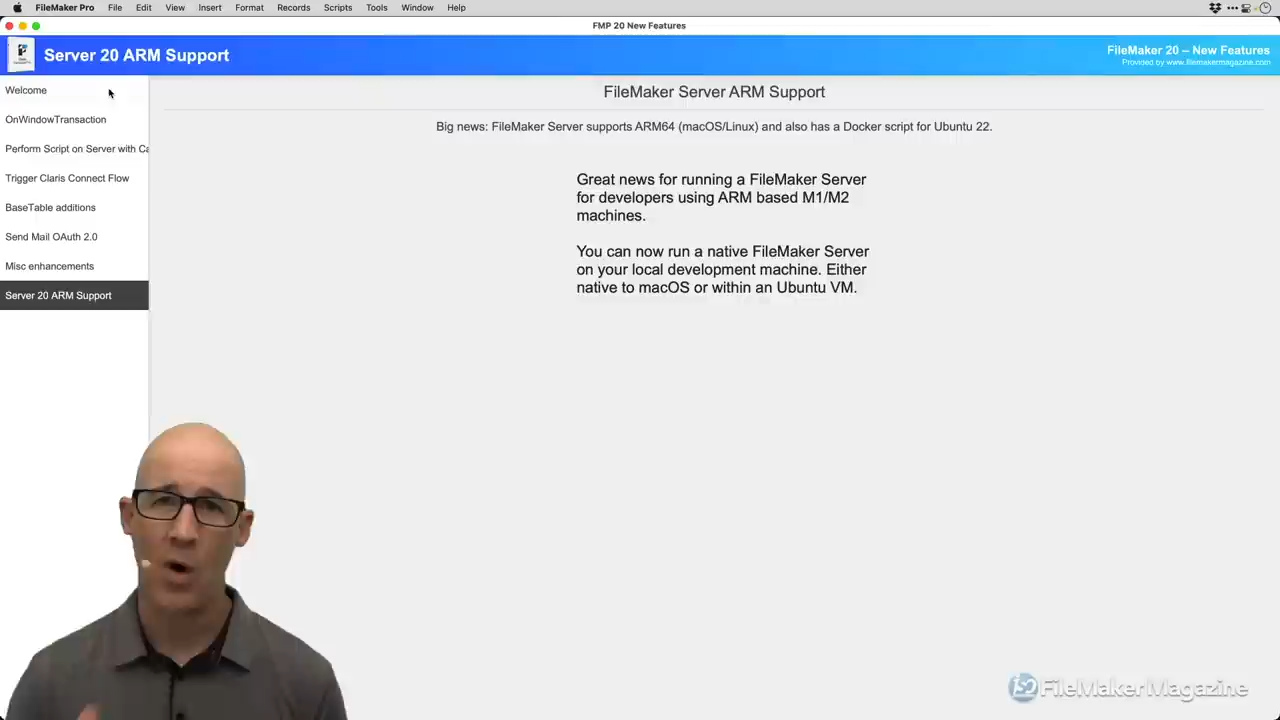 FileMaker Pro File Edit View Insert Format Records Scripts Tools Window Help
FMP 20 New Features
Server 20 ARM Support
FileMaker 20 – New Features
Provided by www.filemakermagazine.com
Welcome
OnWindowTransaction
Perform Script on Server with Ca
Trigger Claris Connect Flow
BaseTable additions
Send Mail OAuth 2.0
Misc enhancements
Server 20 ARM Support
FileMaker Server ARM Support
Big news: FileMaker Server supports ARM64 (macOS/Linux) and also has a Docker script for Ubuntu 22.
Great news for running a FileMaker Server
for developers using ARM based M1/M2
machines.
You can now run a native FileMaker Server
on your local development machine. Either
native to macOS or within an Ubuntu VM.
FileMaker Magazine